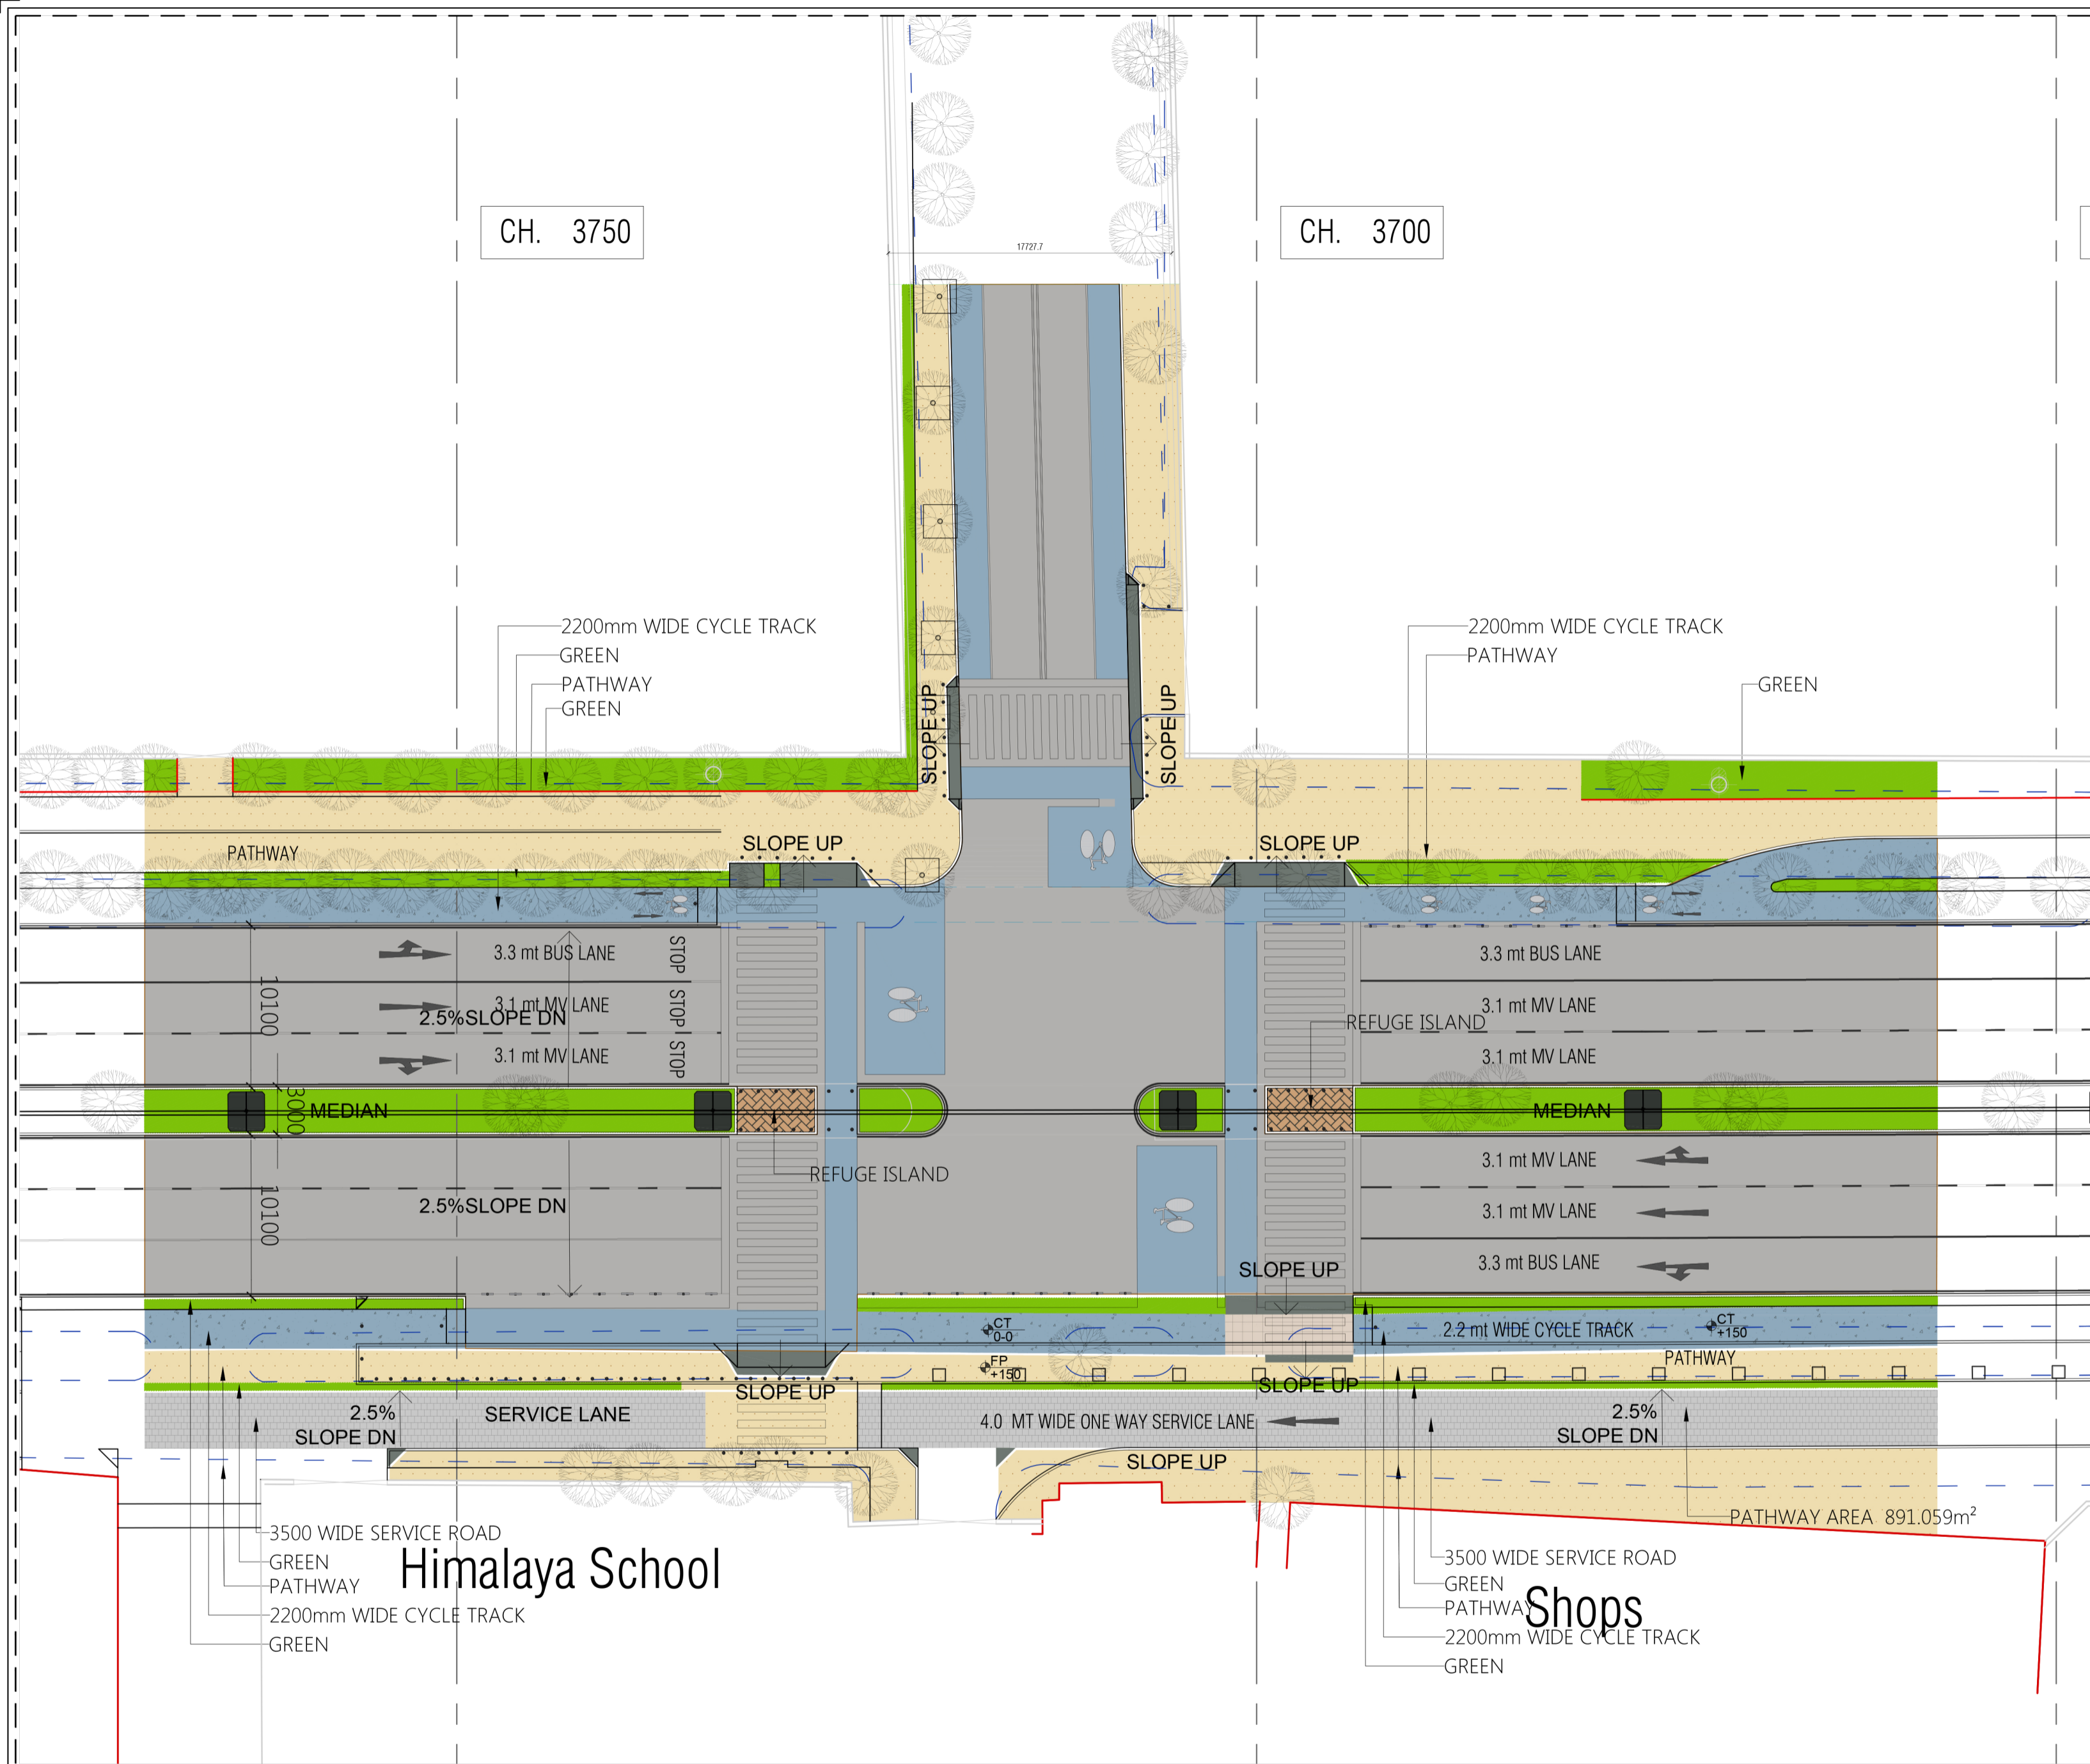 CH. 3750
CH. 3700
17727.7
2200mm WIDE CYCLE TRACK
GREEN
PATHWAY
GREEN
2200mm WIDE CYCLE TRACK
PATHWAY
GREEN
SLOPE UP
SLOPE UP
PATHWAY
SLOPE UP
SLOPE UP
3.3 mt BUS LANE
STOP
3.3 mt BUS LANE
10100
3.1 mt MV LANE
2.5%SLOPE DN
STOP
3.1 mt MV LANE
REFUGE ISLAND
3.1 mt MV LANE
STOP
3.1 mt MV LANE
3000
MEDIAN
MEDIAN
REFUGE ISLAND
3.1 mt MV LANE
10100
2.5%SLOPE DN
3.1 mt MV LANE
SLOPE UP
3.3 mt BUS LANE
CT
0-0
2.2 mt WIDE CYCLE TRACK
CT
+150
FP
+150
PATHWAY
SLOPE UP
SLOPE UP
2.5%
SLOPE DN
SERVICE LANE
4.0 MT WIDE ONE WAY SERVICE LANE
2.5%
SLOPE DN
SLOPE UP
PATHWAY AREA 891.059m²
3500 WIDE SERVICE ROAD
GREEN
PATHWAY
2200mm WIDE CYCLE TRACK
GREEN
Himalaya School
3500 WIDE SERVICE ROAD
GREEN
PATHWAY
Shops
2200mm WIDE CYCLE TRACK
GREEN